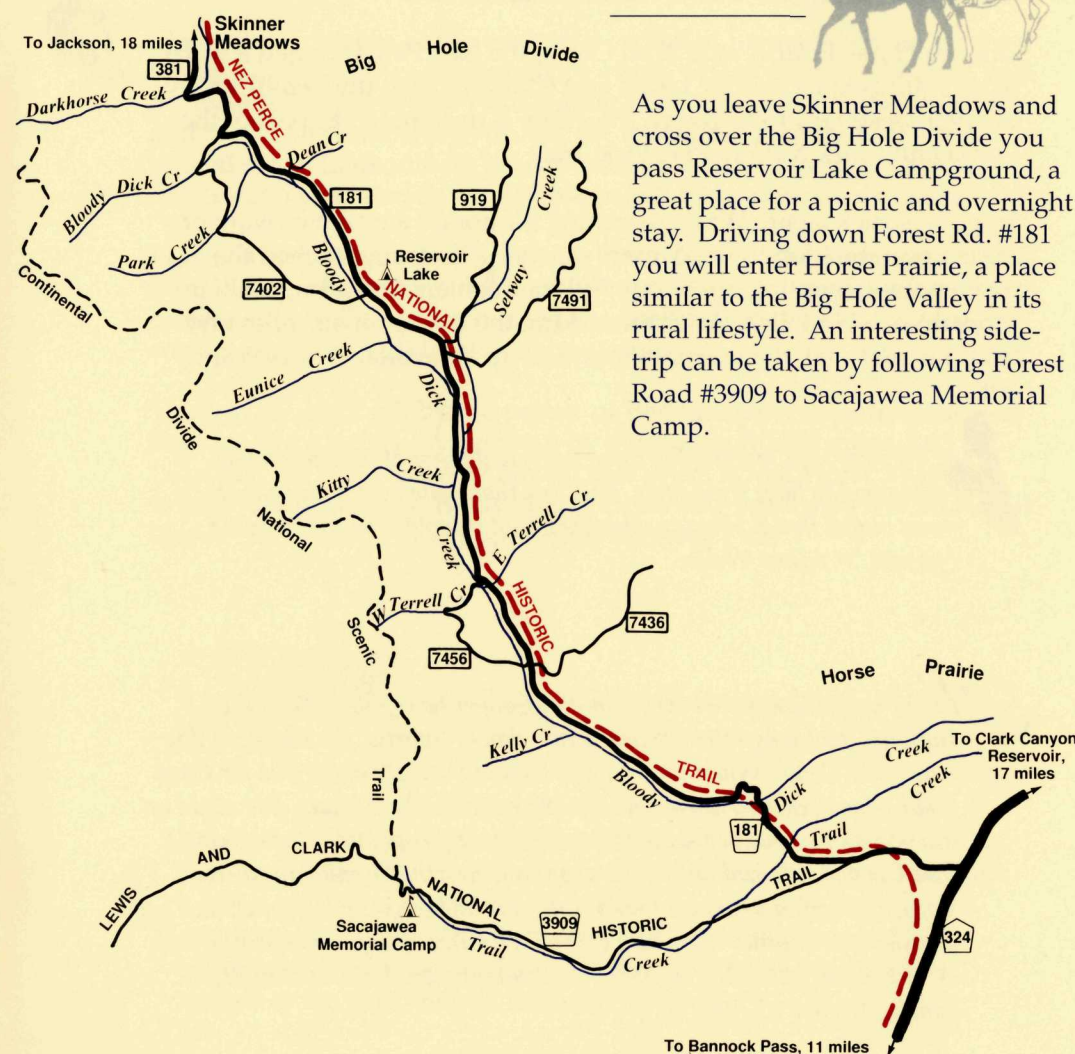 Skinner
Meadows
To Jackson, 18 miles
381
Big Hole Divide
NEZ PERCE
Darkhorse Creek
Dean Cr
181
919
Creek
Bloody Dick Cr
Park Creek
Continental
7402
Bloody
Reservoir
Lake
NATIONAL
Selway
7491
Eunice Creek
Dick
Divide
Kitty Creek
National
Creek
E Terrell Cr
W Terrell Cr
HISTORIC
Scenic
7456
7436
Horse Prairie
Kelly Cr
Trail
Bloody
TRAIL
Dick
Creek
To Clark Canyon
Reservoir,
17 miles
Creek
181
Trail
TRAIL
LEWIS AND CLARK
NATIONAL
Sacajawea
Memorial Camp
3909
HISTORIC
Trail
Creek
324
To Bannock Pass, 11 miles
As you leave Skinner Meadows and
cross over the Big Hole Divide you
pass Reservoir Lake Campground, a
great place for a picnic and overnight
stay. Driving down Forest Rd. #181
you will enter Horse Prairie, a place
similar to the Big Hole Valley in its
rural lifestyle. An interesting side-
trip can be taken by following Forest
Road #3909 to Sacajawea Memorial
Camp.